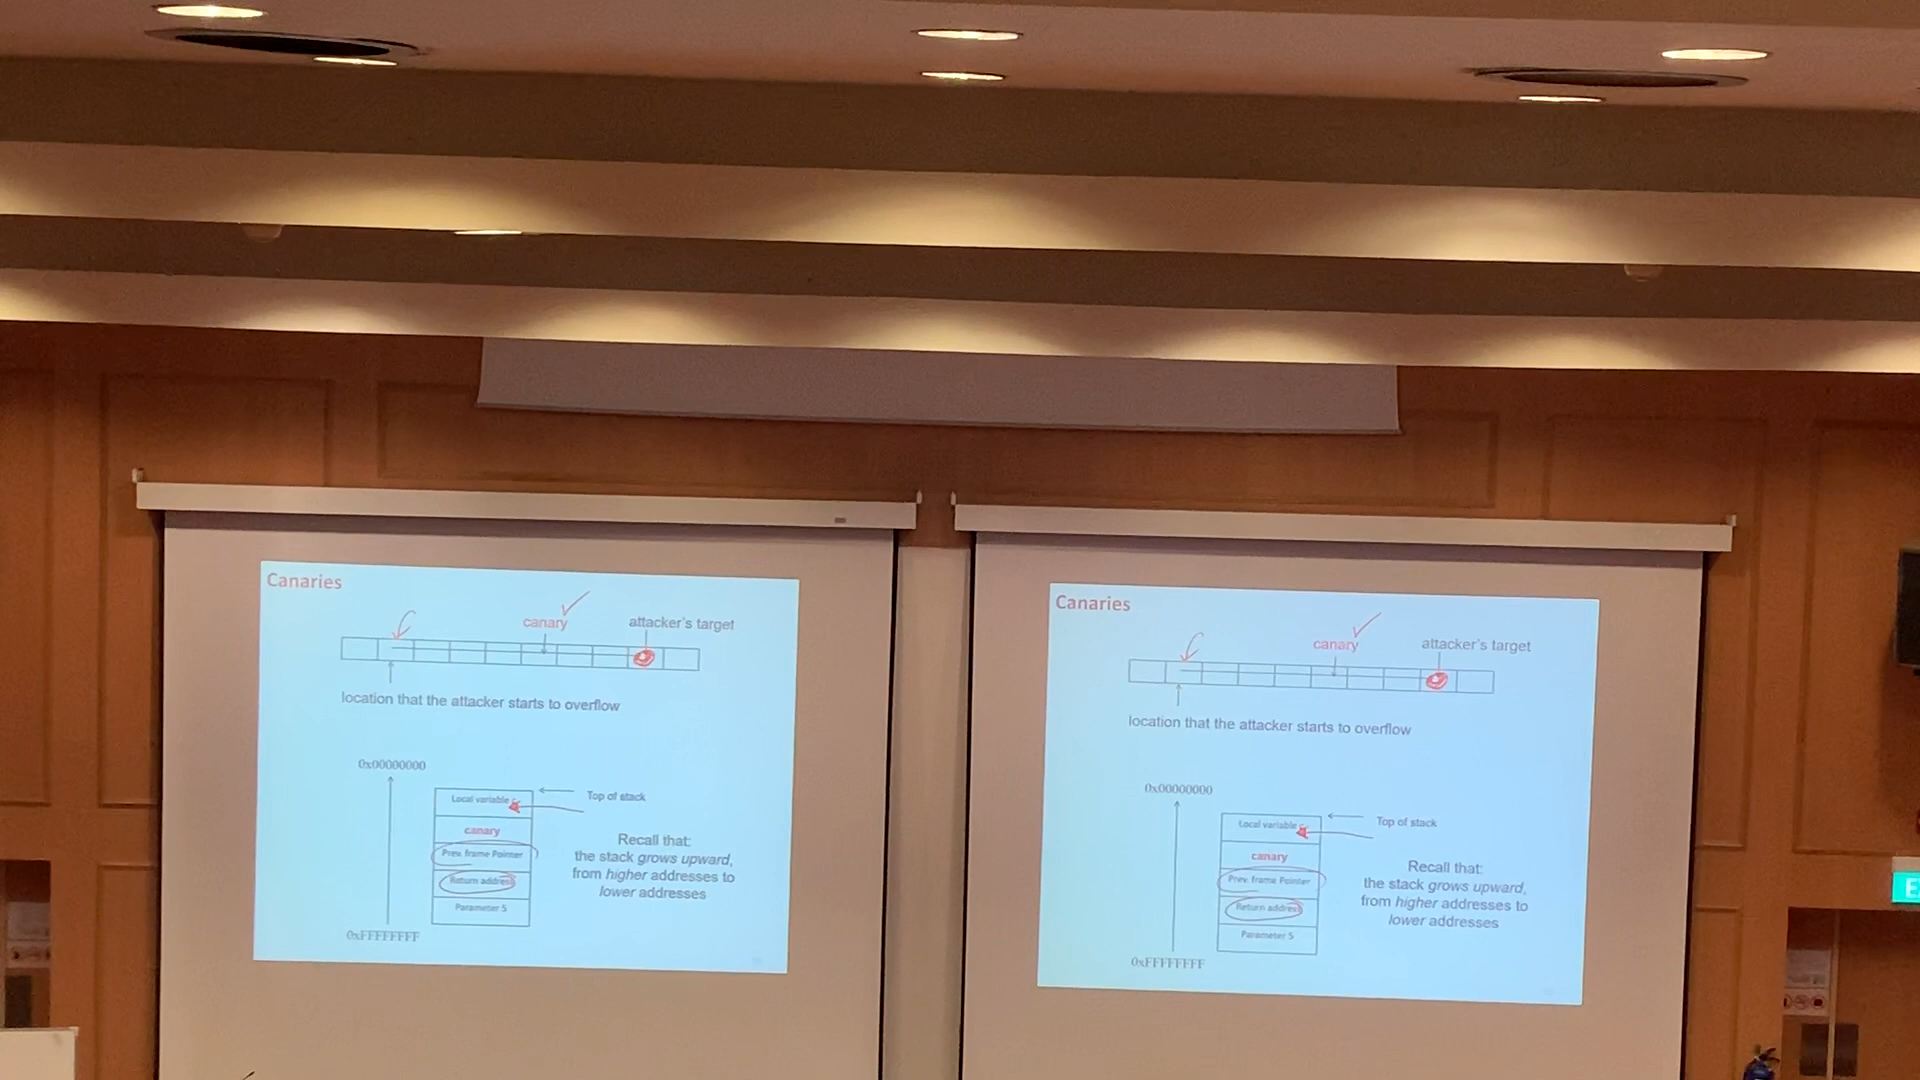 Canaries
canary
attacker's target
location that the attacker starts to overflow
0x00000000
Local variable
Top of stack
canary
Prev. frame Pointer
Return address
Parameter 5
0xFFFFFFFF
Recall that:
the stack grows upward,
from higher addresses to
lower addresses
Canaries
canary
attacker's target
location that the attacker starts to overflow
0x00000000
Local variable
Top of stack
canary
Prev. frame Pointer
Return address
Parameter 5
0xFFFFFFFF
Recall that:
the stack grows upward,
from higher addresses to
lower addresses